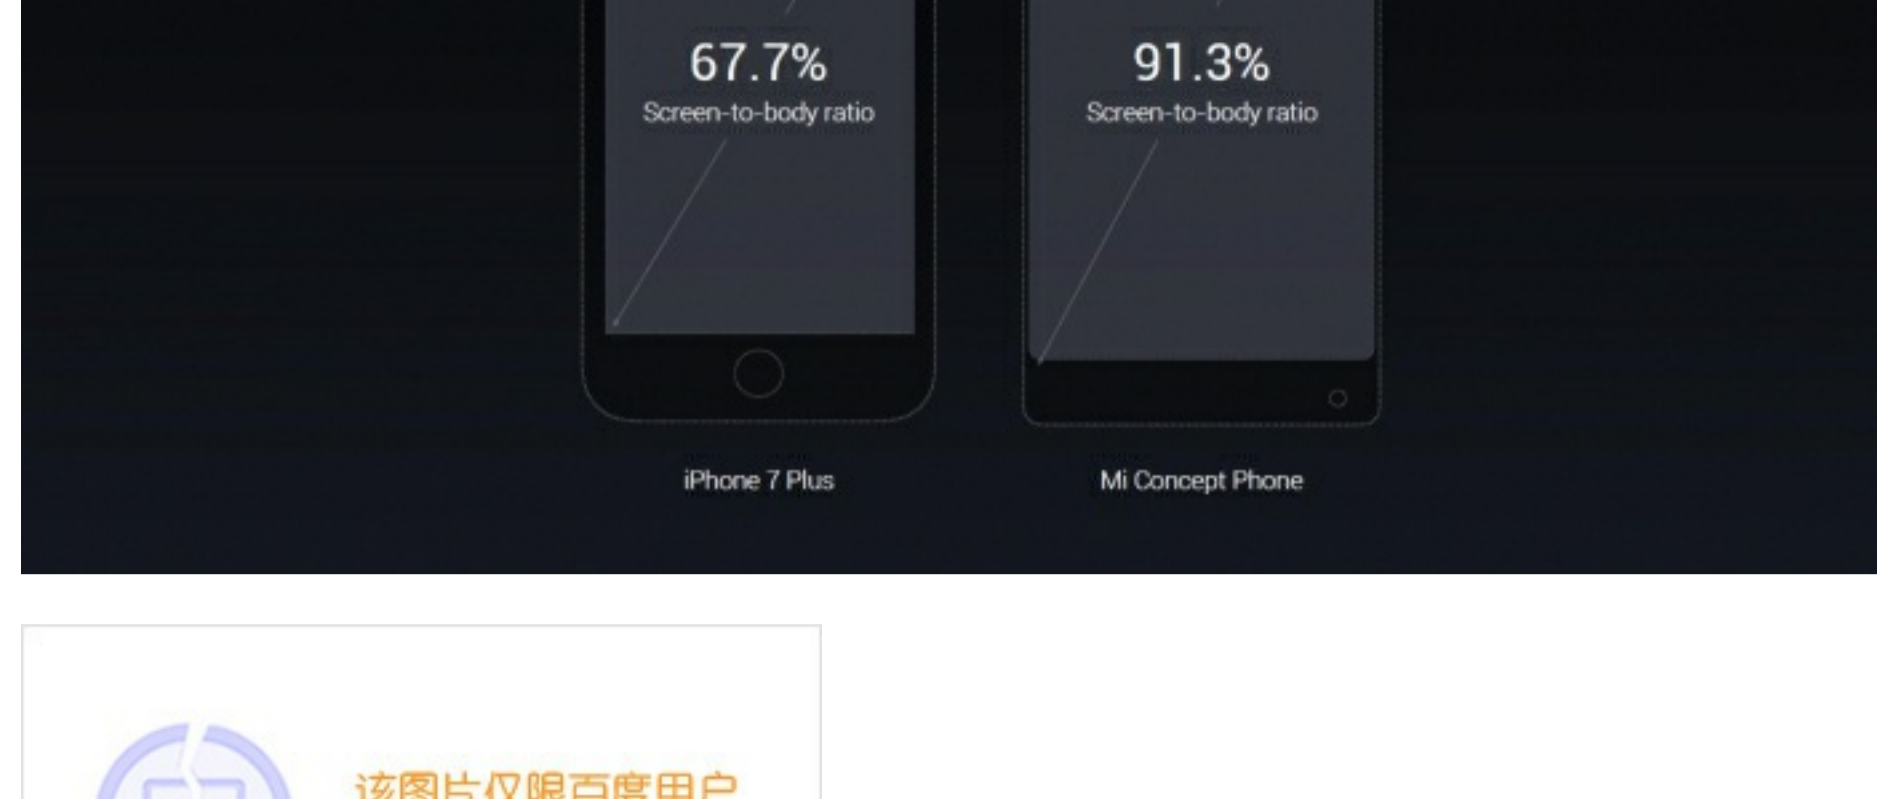 67.7%
Screen-to-body ratio
91.3%
Screen-to-body ratio
iPhone 7 Plus
Mi Concept Phone
该图片仅限百度用户